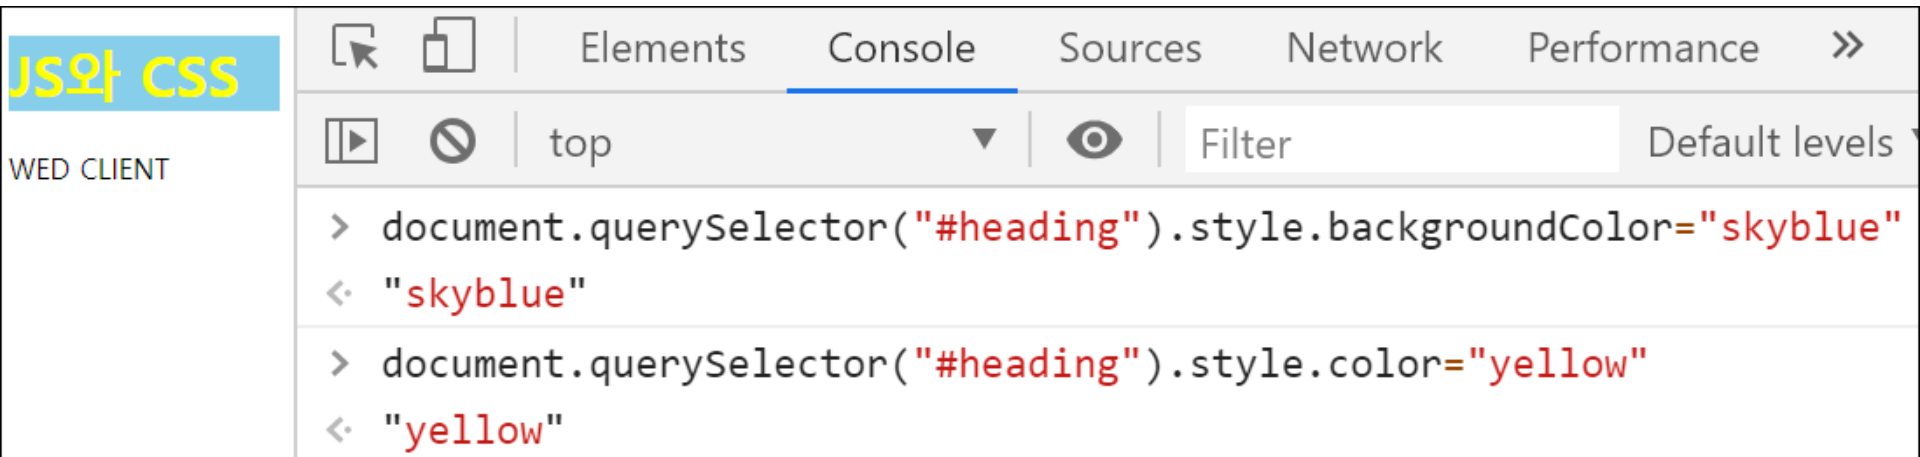 JS와 CSS
WED CLIENT
Elements Console Sources Network Performance »
top ▼ Filter Default levels
> document.querySelector("#heading").style.backgroundColor="skyblue"
<· "skyblue"
> document.querySelector("#heading").style.color="yellow"
<· "yellow"